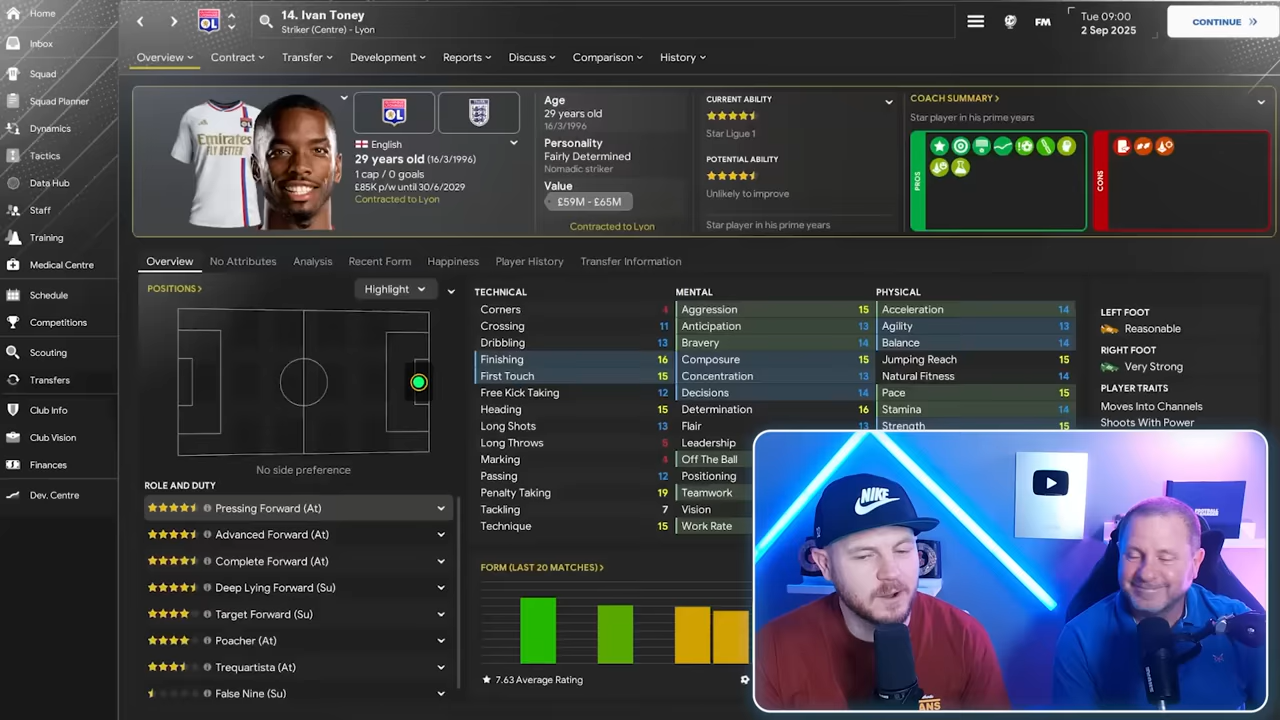 Home
Inbox
Squad
Squad Planner
Dynamics
Tactics
Data Hub
Staff
Training
Medical Centre
Schedule
Competitions
Scouting
Transfers
Club Info
Club Vision
Finances
Dev. Centre
14. Ivan Toney
Striker (Centre) - Lyon
FM
Tue 09:00
2 Sep 2025
CONTINUE
Overview
Contract
Transfer
Development
Reports
Discuss
Comparison
History
Emirates
FLY BETTER
OL
English
29 years old (16/3/1996)
1 cap / 0 goals
£85K p/w until 30/6/2029
Contracted to Lyon
Age
29 years old
16/3/1996
Personality
Fairly Determined
Nomadic striker
Value
£59M - £65M
Contracted to Lyon
CURRENT ABILITY
Star Ligue 1
POTENTIAL ABILITY
Unlikely to improve
Star player in his prime years
COACH SUMMARY
Star player in his prime years
PROS
CONS
Overview
No Attributes
Analysis
Recent Form
Happiness
Player History
Transfer Information
POSITIONS
Highlight
No side preference
ROLE AND DUTY
Pressing Forward (At)
Advanced Forward (At)
Complete Forward (At)
Deep Lying Forward (Su)
Target Forward (Su)
Poacher (At)
Trequartista (At)
False Nine (Su)
TECHNICAL
Corners 4
Crossing 11
Dribbling 13
Finishing 16
First Touch 15
Free Kick Taking 12
Heading 15
Long Shots 13
Long Throws 5
Marking 4
Passing 12
Penalty Taking 19
Tackling 7
Technique 15
MENTAL
Aggression 15
Anticipation 13
Bravery 14
Composure 15
Concentration 13
Decisions 14
Determination 16
Flair 13
Leadership
Off The Ball
Positioning
Teamwork
Vision
Work Rate
PHYSICAL
Acceleration 14
Agility 13
Balance 14
Jumping Reach 15
Natural Fitness 14
Pace 15
Stamina 14
Strength 15
LEFT FOOT
Reasonable
RIGHT FOOT
Very Strong
PLAYER TRAITS
Moves Into Channels
Shoots With Power
FORM (LAST 20 MATCHES)
7.63 Average Rating
NIKE